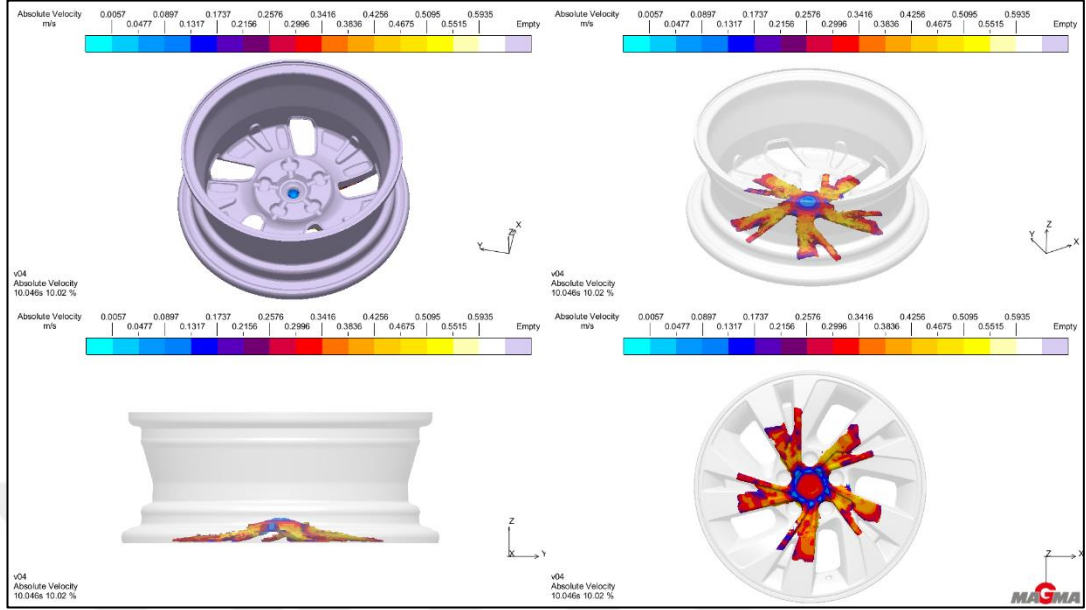 Absolute Velocity
m/s
0.0057 0.0897 0.1737 0.2576 0.3416 0.4256 0.5095 0.5935
0.0477 0.1317 0.2156 0.2996 0.3836 0.4675 0.5515 Empty
Y X Z
v04
Absolute Velocity
10.046s 10.02 %
Absolute Velocity
m/s
0.0057 0.0897 0.1737 0.2576 0.3416 0.4256 0.5095 0.5935
0.0477 0.1317 0.2156 0.2996 0.3836 0.4675 0.5515 Empty
Z
Y X
v04
Absolute Velocity
10.046s 10.02 %
Absolute Velocity
m/s
0.0057 0.0897 0.1737 0.2576 0.3416 0.4256 0.5095 0.5935
0.0477 0.1317 0.2156 0.2996 0.3836 0.4675 0.5515 Empty
Z
X Y
v04
Absolute Velocity
10.046s 10.02 %
Absolute Velocity
m/s
0.0057 0.0897 0.1737 0.2576 0.3416 0.4256 0.5095 0.5935
0.0477 0.1317 0.2156 0.2996 0.3836 0.4675 0.5515 Empty
Z X
v04
Absolute Velocity
10.046s 10.02 %
MAGMA